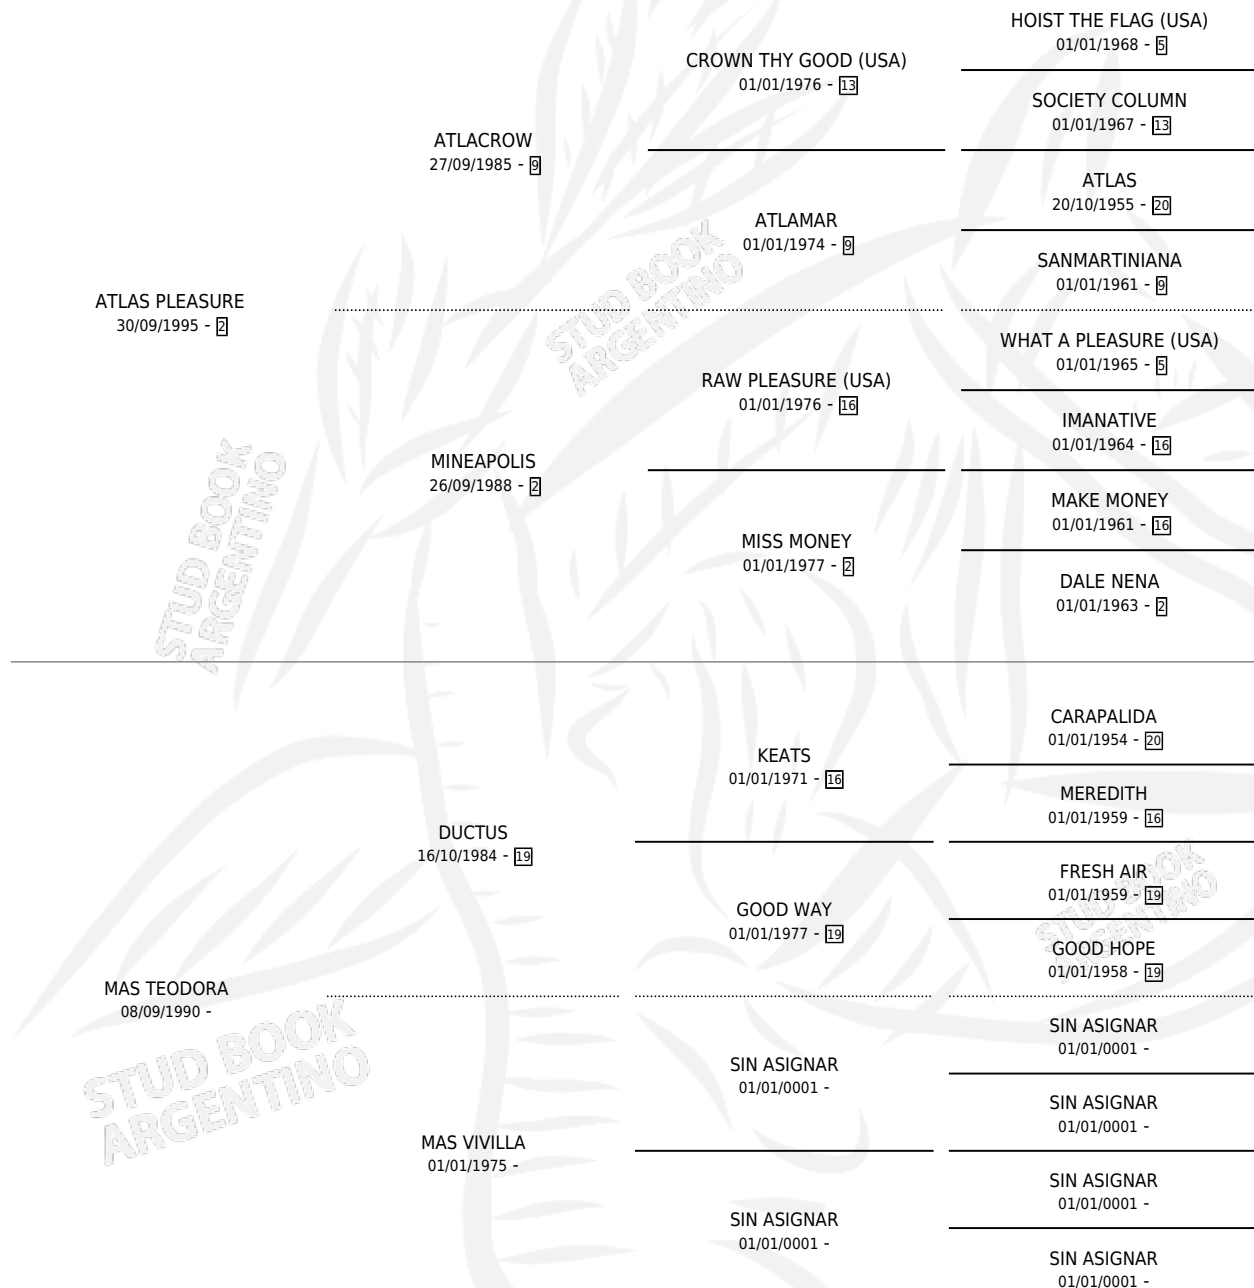 HOIST THE FLAG (USA)
01/01/1968 - 5
CROWN THY GOOD (USA)
01/01/1976 - 13
SOCIETY COLUMN
01/01/1967 - 13
ATLACROW
27/09/1985 - 9
ATLAS
20/10/1955 - 20
ATLAMAR
01/01/1974 - 9
SANMARTINIANA
01/01/1961 - 9
ATLAS PLEASURE
30/09/1995 - 2
WHAT A PLEASURE (USA)
01/01/1965 - 5
RAW PLEASURE (USA)
01/01/1976 - 16
IMANATIVE
01/01/1964 - 16
MINEAPOLIS
26/09/1988 - 2
MAKE MONEY
01/01/1961 - 16
MISS MONEY
01/01/1977 - 2
DALE NENA
01/01/1963 - 2
CARAPALIDA
01/01/1954 - 20
KEATS
01/01/1971 - 16
MEREDITH
01/01/1959 - 16
DUCTUS
16/10/1984 - 19
FRESH AIR
01/01/1959 - 19
GOOD WAY
01/01/1977 - 19
GOOD HOPE
01/01/1958 - 19
MAS TEODORA
08/09/1990 -
SIN ASIGNAR
01/01/0001 -
SIN ASIGNAR
01/01/0001 -
SIN ASIGNAR
01/01/0001 -
MAS VIVILLA
01/01/1975 -
SIN ASIGNAR
01/01/0001 -
SIN ASIGNAR
01/01/0001 -
SIN ASIGNAR
01/01/0001 -
STUD BOOK
ARGENTINO
STUD BOOK
ARGENTINO
STUD BOOK
ARGENTINO
STUD BOOK
ARGENTINO